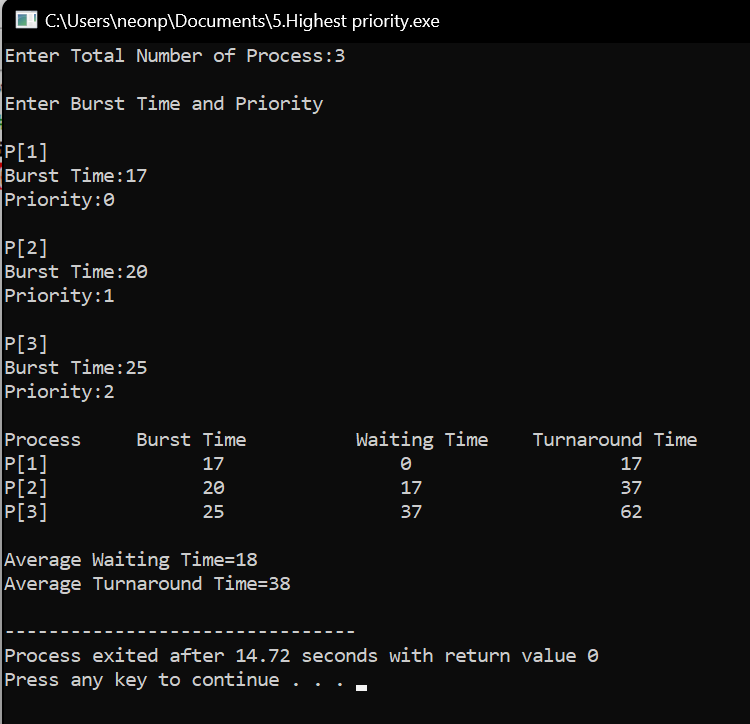 C:\Users\neonp\Documents\5.Highest priority.exe
Enter Total Number of Process:3
Enter Burst Time and Priority
P[1]
Burst Time:17
Priority:0
P[2]
Burst Time:20
Priority:1
P[3]
Burst Time:25
Priority:2
Process Burst Time Waiting Time Turnaround Time
P[1] 17 0 17
P[2] 20 17 37
P[3] 25 37 62
Average Waiting Time=18
Average Turnaround Time=38
--------------------------------
Process exited after 14.72 seconds with return value 0
Press any key to continue . . .